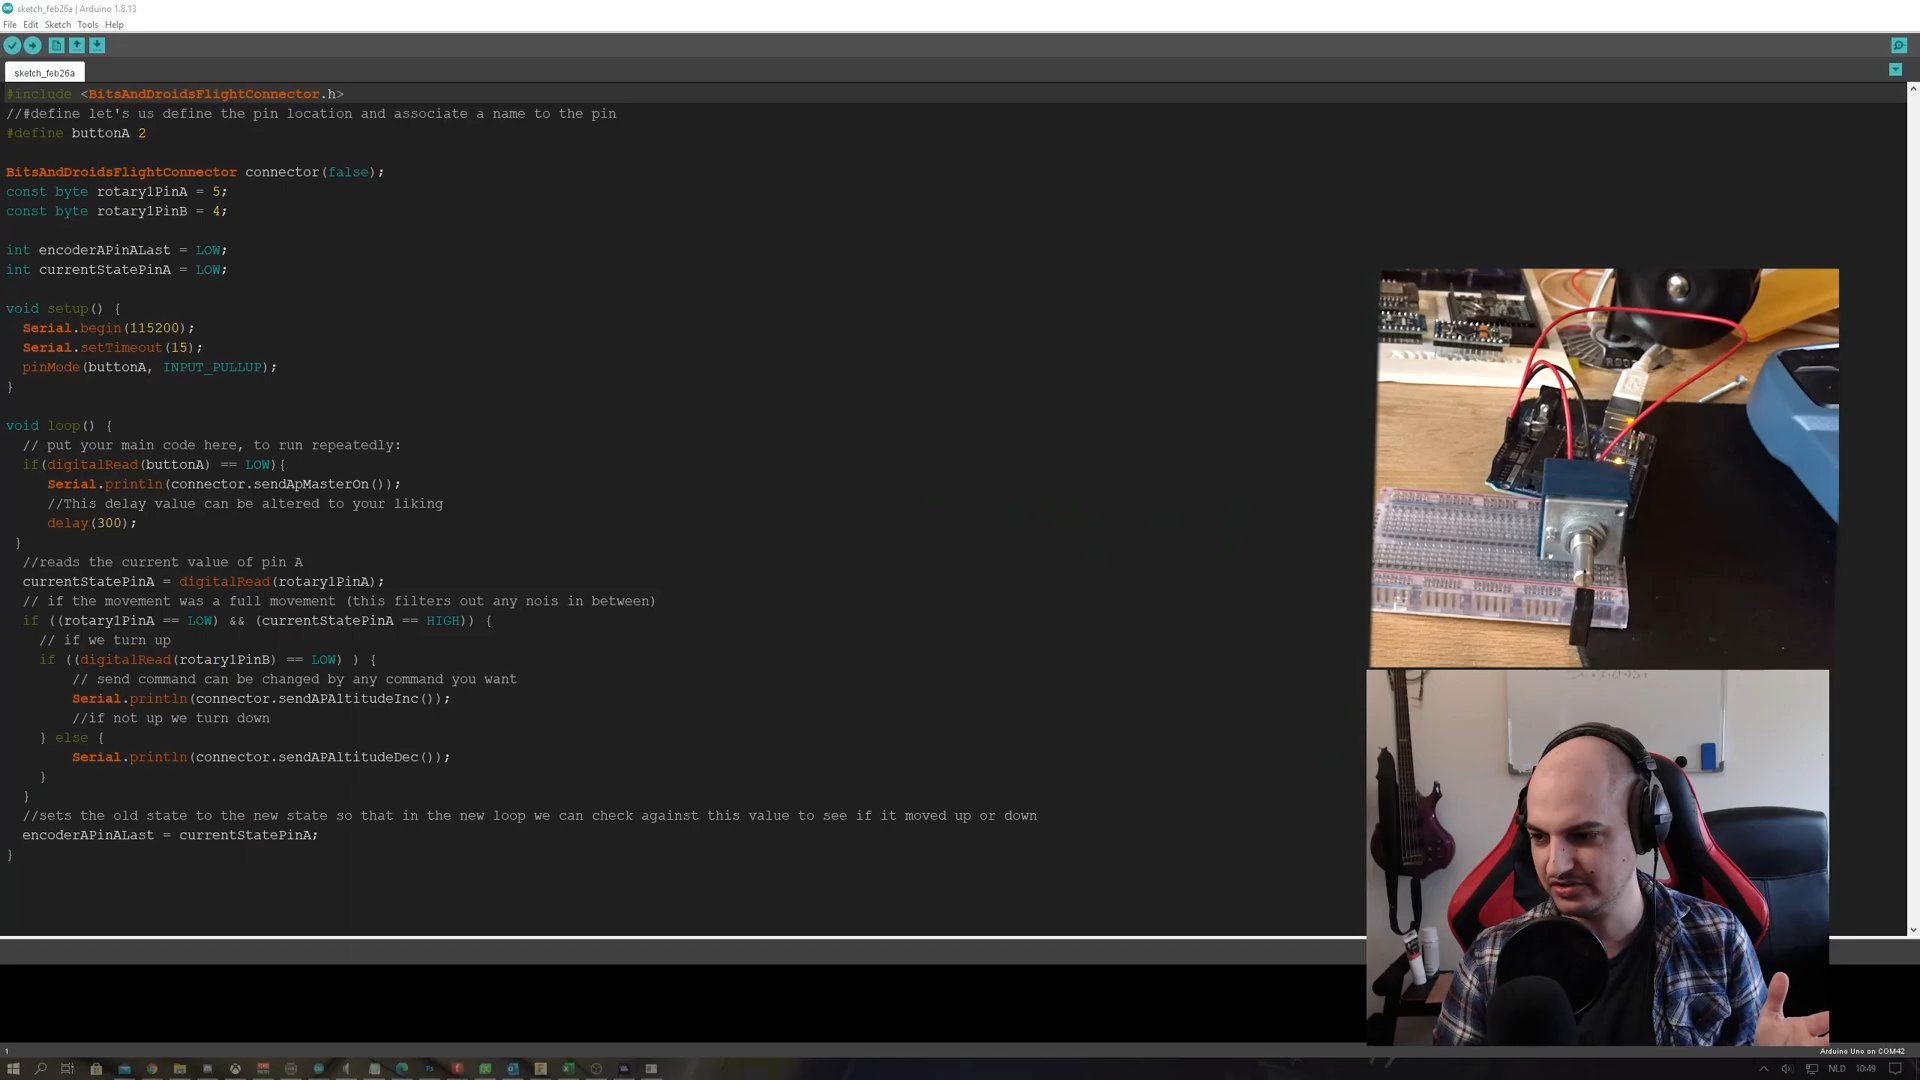 sketch_feb26a | Arduino 1.8.13
File Edit Sketch Tools Help
sketch_feb26a
#include <BitsAndDroidsFlightConnector.h>
//#define let's us define the pin location and associate a name to the pin
#define buttonA 2
BitsAndDroidsFlightConnector connector(false);
const byte rotary1PinA = 5;
const byte rotary1PinB = 4;
int encoderAPinALast = LOW;
int currentStatePinA = LOW;
void setup() {
Serial.begin(115200);
Serial.setTimeout(15);
pinMode(buttonA, INPUT_PULLUP);
}
void loop() {
// put your main code here, to run repeatedly:
if(digitalRead(buttonA) == LOW){
Serial.println(connector.sendApMasterOn());
//This delay value can be altered to your liking
delay(300);
}
//reads the current value of pin A
currentStatePinA = digitalRead(rotary1PinA);
// if the movement was a full movement (this filters out any nois in between)
if ((rotary1PinA == LOW) && (currentStatePinA == HIGH)) {
// if we turn up
if ((digitalRead(rotary1PinB) == LOW) ) {
// send command can be changed by any command you want
Serial.println(connector.sendAPAltitudeInc());
//if not up we turn down
} else {
Serial.println(connector.sendAPAltitudeDec());
}
}
//sets the old state to the new state so that in the new loop we can check against this value to see if it moved up or down
encoderAPinALast = currentStatePinA;
}
1
Arduino Uno on COM42
NLD 10:49